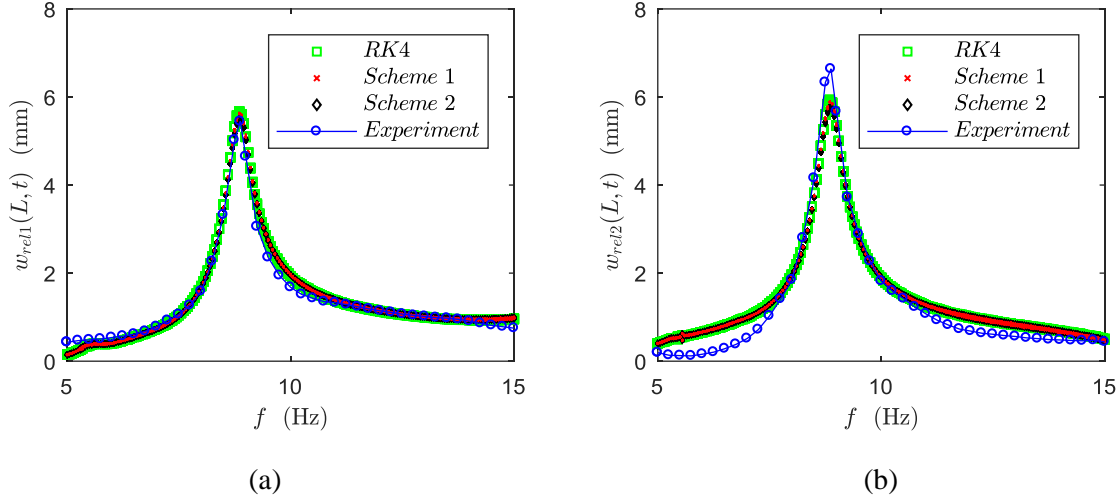 8
6
4
2
0
w_{rel1}(L, t) (mm)
RK4
Scheme 1
Scheme 2
Experiment
5 10 15
f (Hz)
(a)
8
6
4
2
0
w_{rel2}(L, t) (mm)
RK4
Scheme 1
Scheme 2
Experiment
5 10 15
f (Hz)
(b)